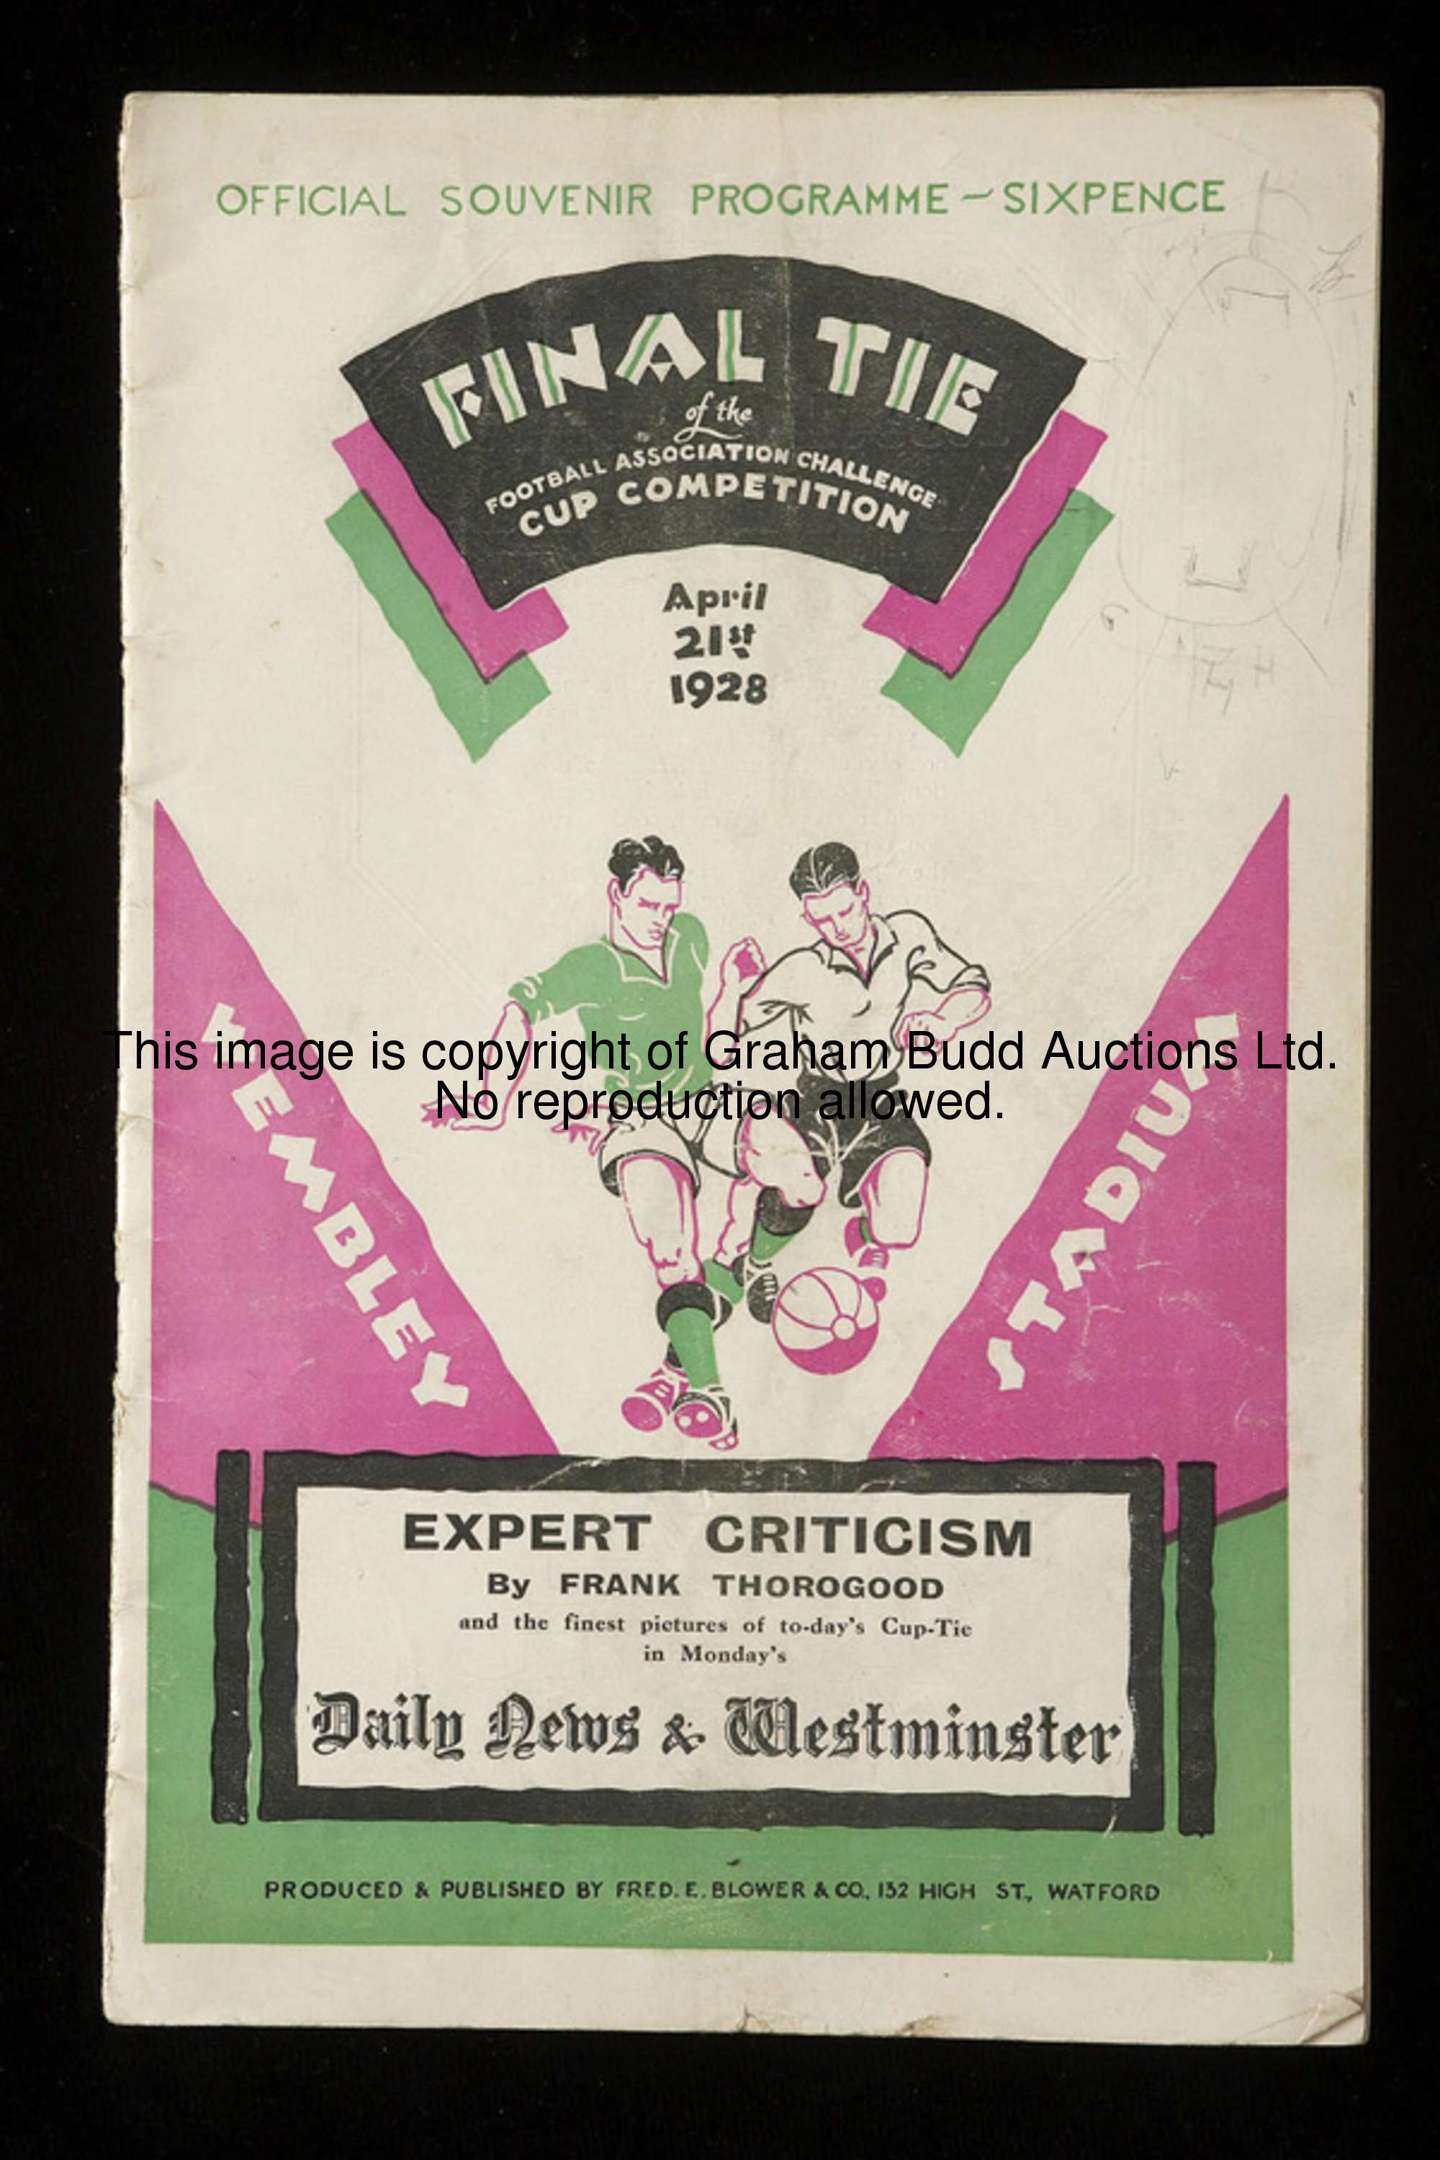 OFFICIAL SOUVENIR PROGRAMME - SIXPENCE
FINAL TIE
of the
FOOTBALL ASSOCIATION CHALLENGE
CUP COMPETITION
April
21st
1928
WEMBLEY
STADIUM
This image is copyright of Graham Budd Auctions Ltd.
No reproduction allowed.
EXPERT CRITICISM
By FRANK THOROGOOD
and the finest pictures of to-day's Cup-Tie
in Monday's
Daily News & Westminster
PRODUCED & PUBLISHED BY FRED. E. BLOWER & CO., 152 HIGH ST., WATFORD